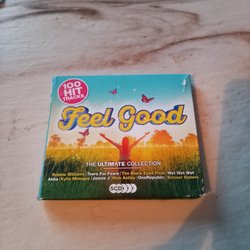 100
HIT
TRACKS
Feel Good
THE ULTIMATE COLLECTION
Robbie Williams | Tears For Fears | The Black Eyed Peas | Wet Wet Wet
Abba | Kylie Minogue | Jessie J | Rick Astley | OneRepublic | Scissor Sisters
5CD